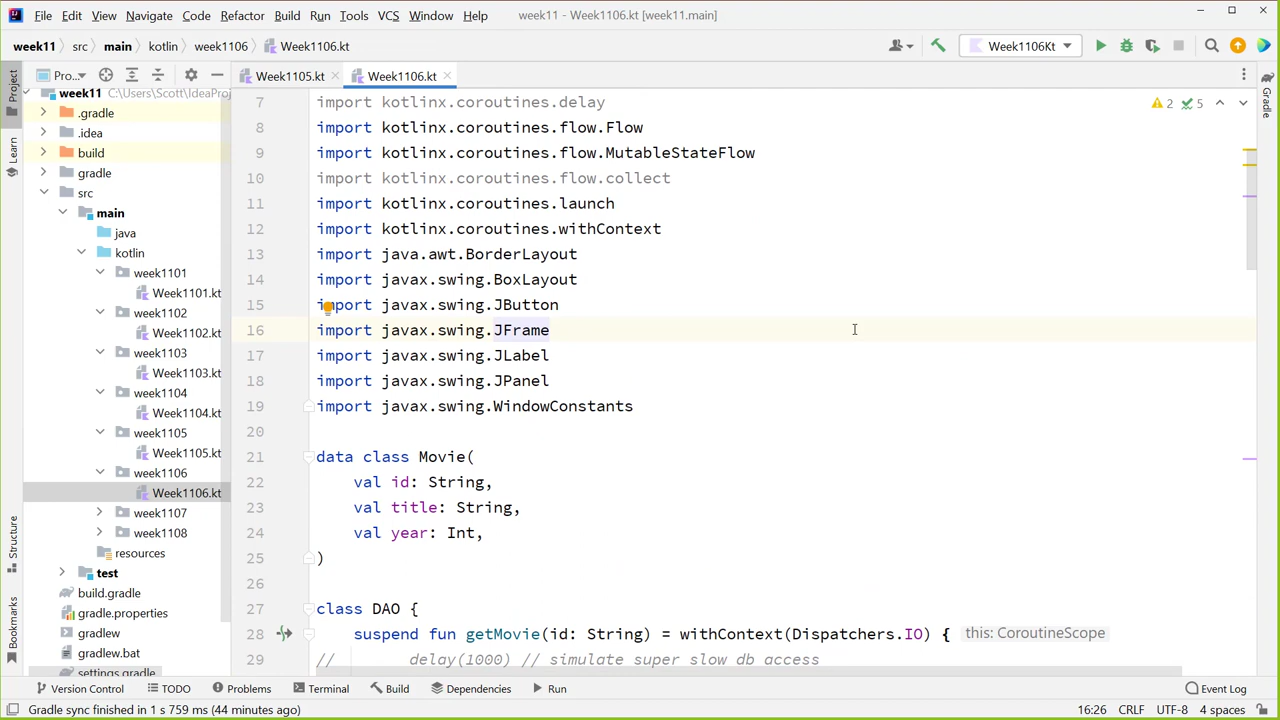 File Edit View Navigate Code Refactor Build Run Tools VCS Window Help week11 - Week1106.kt [week11.main]
week11 src main kotlin week1106 Week1106.kt Week1106Kt
Pro... Week1105.kt Week1106.kt
Project
Learn
Structure
Bookmarks
Gradle
week11 C:\Users\Scott\IdeaProj
.gradle
.idea
build
gradle
src
main
java
kotlin
week1101
Week1101.kt
week1102
Week1102.kt
week1103
Week1103.kt
week1104
Week1104.kt
week1105
Week1105.kt
week1106
Week1106.kt
week1107
week1108
resources
test
build.gradle
gradle.properties
gradlew
gradlew.bat
settings.gradle
2 5
7 import kotlinx.coroutines.delay
8 import kotlinx.coroutines.flow.Flow
9 import kotlinx.coroutines.flow.MutableStateFlow
10 import kotlinx.coroutines.flow.collect
11 import kotlinx.coroutines.launch
12 import kotlinx.coroutines.withContext
13 import java.awt.BorderLayout
14 import javax.swing.BoxLayout
15 import javax.swing.JButton
16 import javax.swing.JFrame
17 import javax.swing.JLabel
18 import javax.swing.JPanel
19 import javax.swing.WindowConstants
20
21 data class Movie(
22 val id: String,
23 val title: String,
24 val year: Int,
25 )
26
27 class DAO {
28 suspend fun getMovie(id: String) = withContext(Dispatchers.IO) { this: CoroutineScope
29 // delay(1000) // simulate super slow db access
Version Control TODO Problems Terminal Build Dependencies Run Event Log
Gradle sync finished in 1 s 759 ms (44 minutes ago) 16:26 CRLF UTF-8 4 spaces